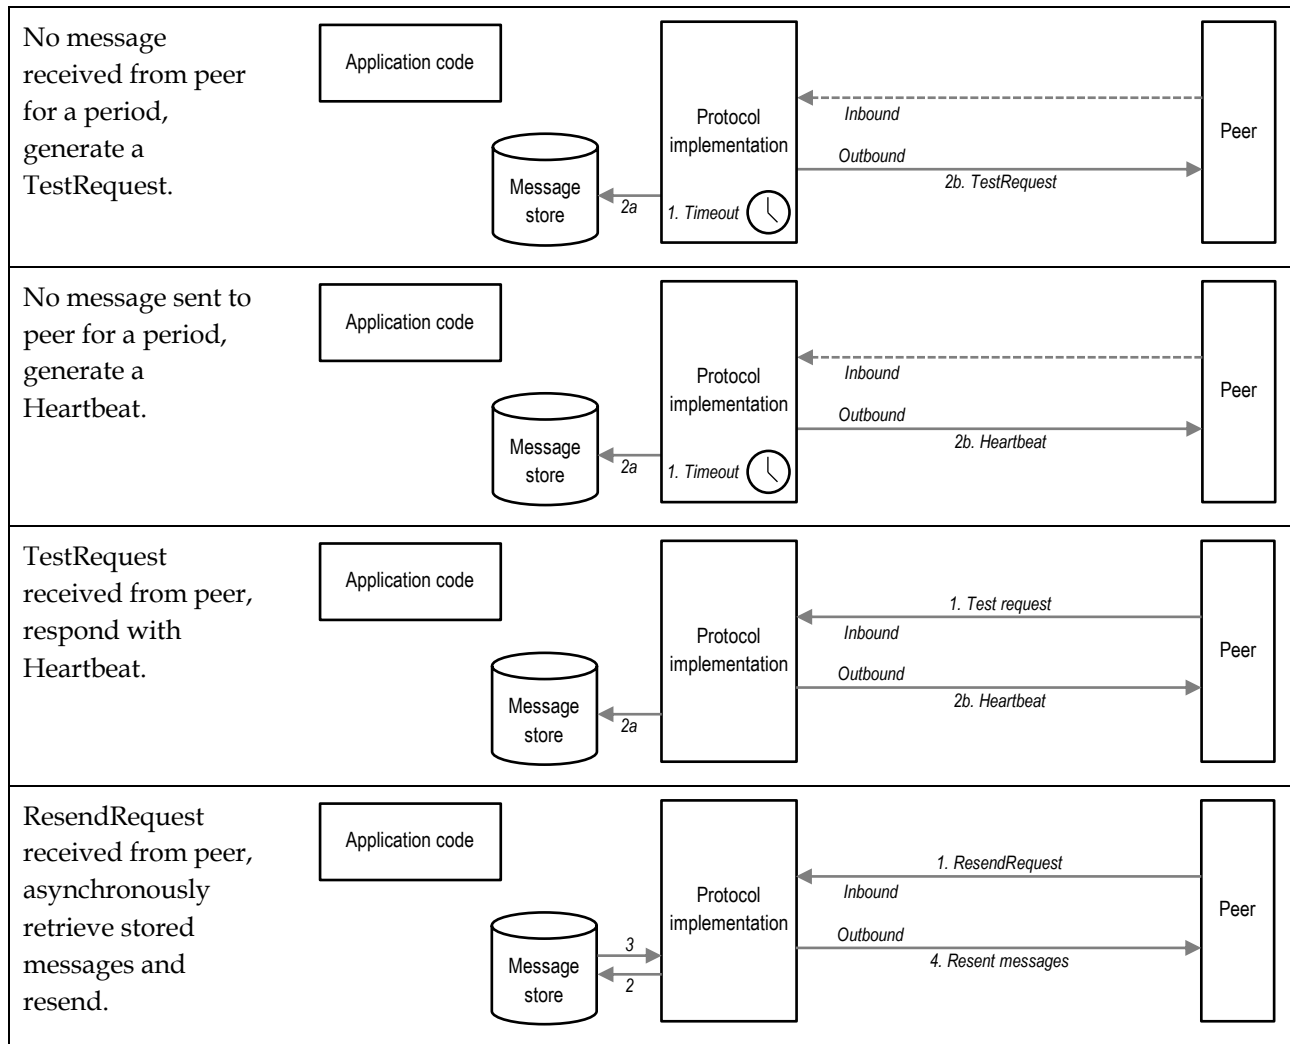 No message
received from peer
for a period,
generate a
TestRequest.
Application code
Message
store
2a
Protocol
implementation
1. Timeout
Inbound
Outbound
2b. TestRequest
Peer
No message sent to
peer for a period,
generate a
Heartbeat.
Application code
Message
store
2a
Protocol
implementation
1. Timeout
Inbound
Outbound
2b. Heartbeat
Peer
TestRequest
received from peer,
respond with
Heartbeat.
Application code
Message
store
2a
Protocol
implementation
1. Test request
Inbound
Outbound
2b. Heartbeat
Peer
ResendRequest
received from peer,
asynchronously
retrieve stored
messages and
resend.
Application code
Message
store
3
2
Protocol
implementation
1. ResendRequest
Inbound
Outbound
4. Resent messages
Peer